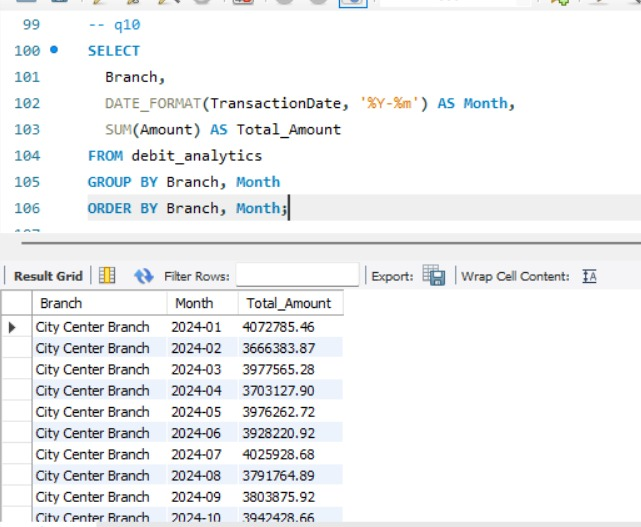 99 -- q10
100 SELECT
101 Branch,
102 DATE_FORMAT(TransactionDate, '%Y-%m') AS Month,
103 SUM(Amount) AS Total_Amount
104 FROM debit_analytics
105 GROUP BY Branch, Month
106 ORDER BY Branch, Month;
Result Grid Filter Rows: Export: Wrap Cell Content: IA
Branch Month Total_Amount
City Center Branch 2024-01 4072785.46
City Center Branch 2024-02 3666383.87
City Center Branch 2024-03 3977565.28
City Center Branch 2024-04 3703127.90
City Center Branch 2024-05 3976262.72
City Center Branch 2024-06 3928220.92
City Center Branch 2024-07 4025928.68
City Center Branch 2024-08 3791764.89
City Center Branch 2024-09 3803875.92
City Center Branch 2024-10 3942428.66